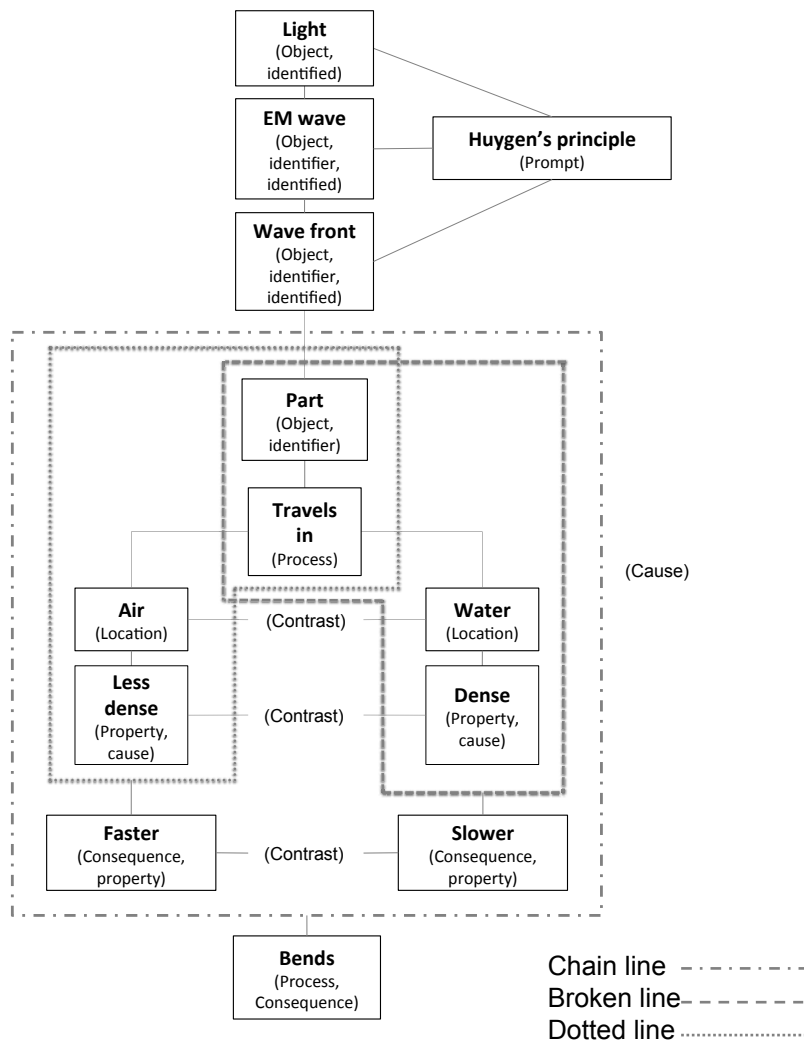 Light
(Object,
identified)
EM wave
(Object,
identifier,
identified)
Huygen's principle
(Prompt)
Wave front
(Object,
identifier,
identified)
Part
(Object,
identifier)
Travels
in
(Process)
(Cause)
Air
(Location)
(Contrast)
Water
(Location)
Less
dense
(Property,
cause)
(Contrast)
Dense
(Property,
cause)
Faster
(Consequence,
property)
(Contrast)
Slower
(Consequence,
property)
Bends
(Process,
Consequence)
Chain line
Broken line
Dotted line